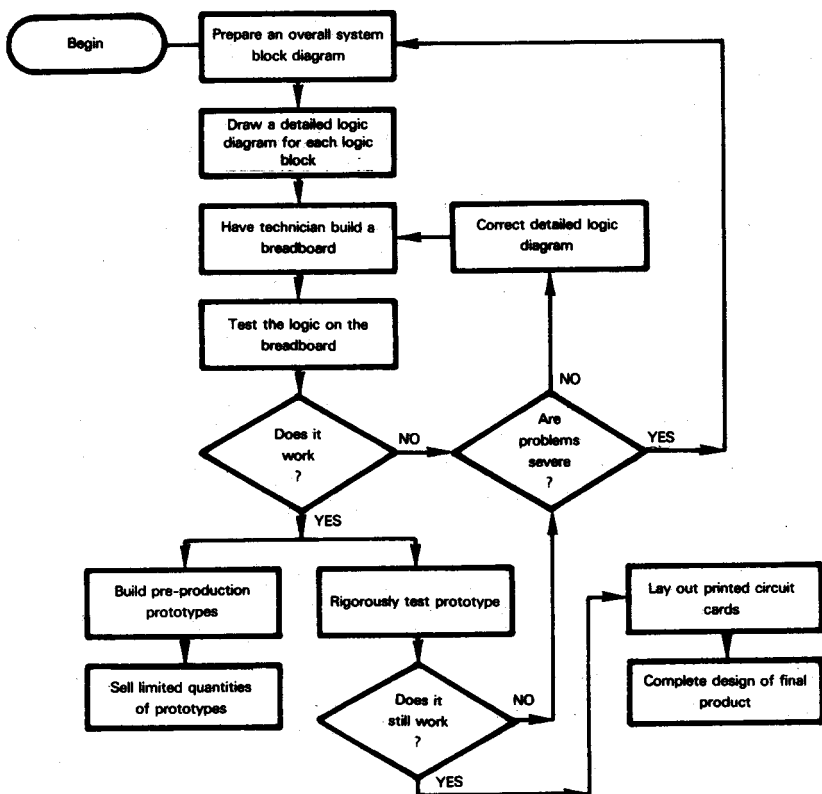 Begin
Prepare an overall system
block diagram
Draw a detailed logic
diagram for each logic
block
Have technician build a
breadboard
Correct detailed logic
diagram
Test the logic on the
breadboard
NO
Does it
work
?
NO
Are
problems
severe
?
YES
YES
Build pre-production
prototypes
Rigorously test prototype
Lay out printed circuit
cards
Sell limited quantities
of prototypes
Does it
still work
?
NO
Complete design of final
product
YES